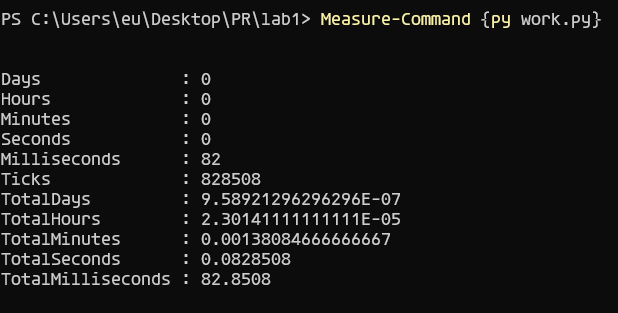 PS C:\Users\eu\Desktop\PR\lab1> Measure-Command {py work.py}
Days              : 0
Hours             : 0
Minutes           : 0
Seconds           : 0
Milliseconds      : 82
Ticks             : 828508
TotalDays         : 9.58921296296296E-07
TotalHours        : 2.30141111111111E-05
TotalMinutes      : 0.00138084666666667
TotalSeconds      : 0.0828508
TotalMilliseconds : 82.8508